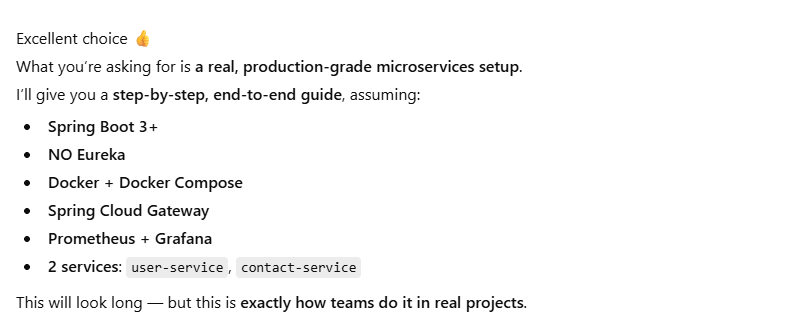 Excellent choice 👍
What you’re asking for is a real, production-grade microservices setup.
I’ll give you a step-by-step, end-to-end guide, assuming:
• Spring Boot 3+
• NO Eureka
• Docker + Docker Compose
• Spring Cloud Gateway
• Prometheus + Grafana
• 2 services: user-service, contact-service
This will look long — but this is exactly how teams do it in real projects.